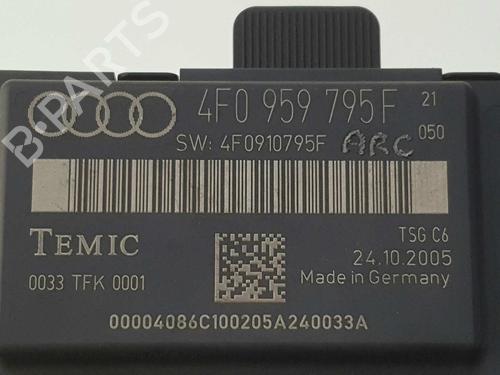 B-PARTS
4F0 959 795F 21
SW: 4F0910795F ARC 050
TEMIC
TSG C6
24.10.2005
0033 TFK 0001
Made in Germany
00004086C100205A240033A